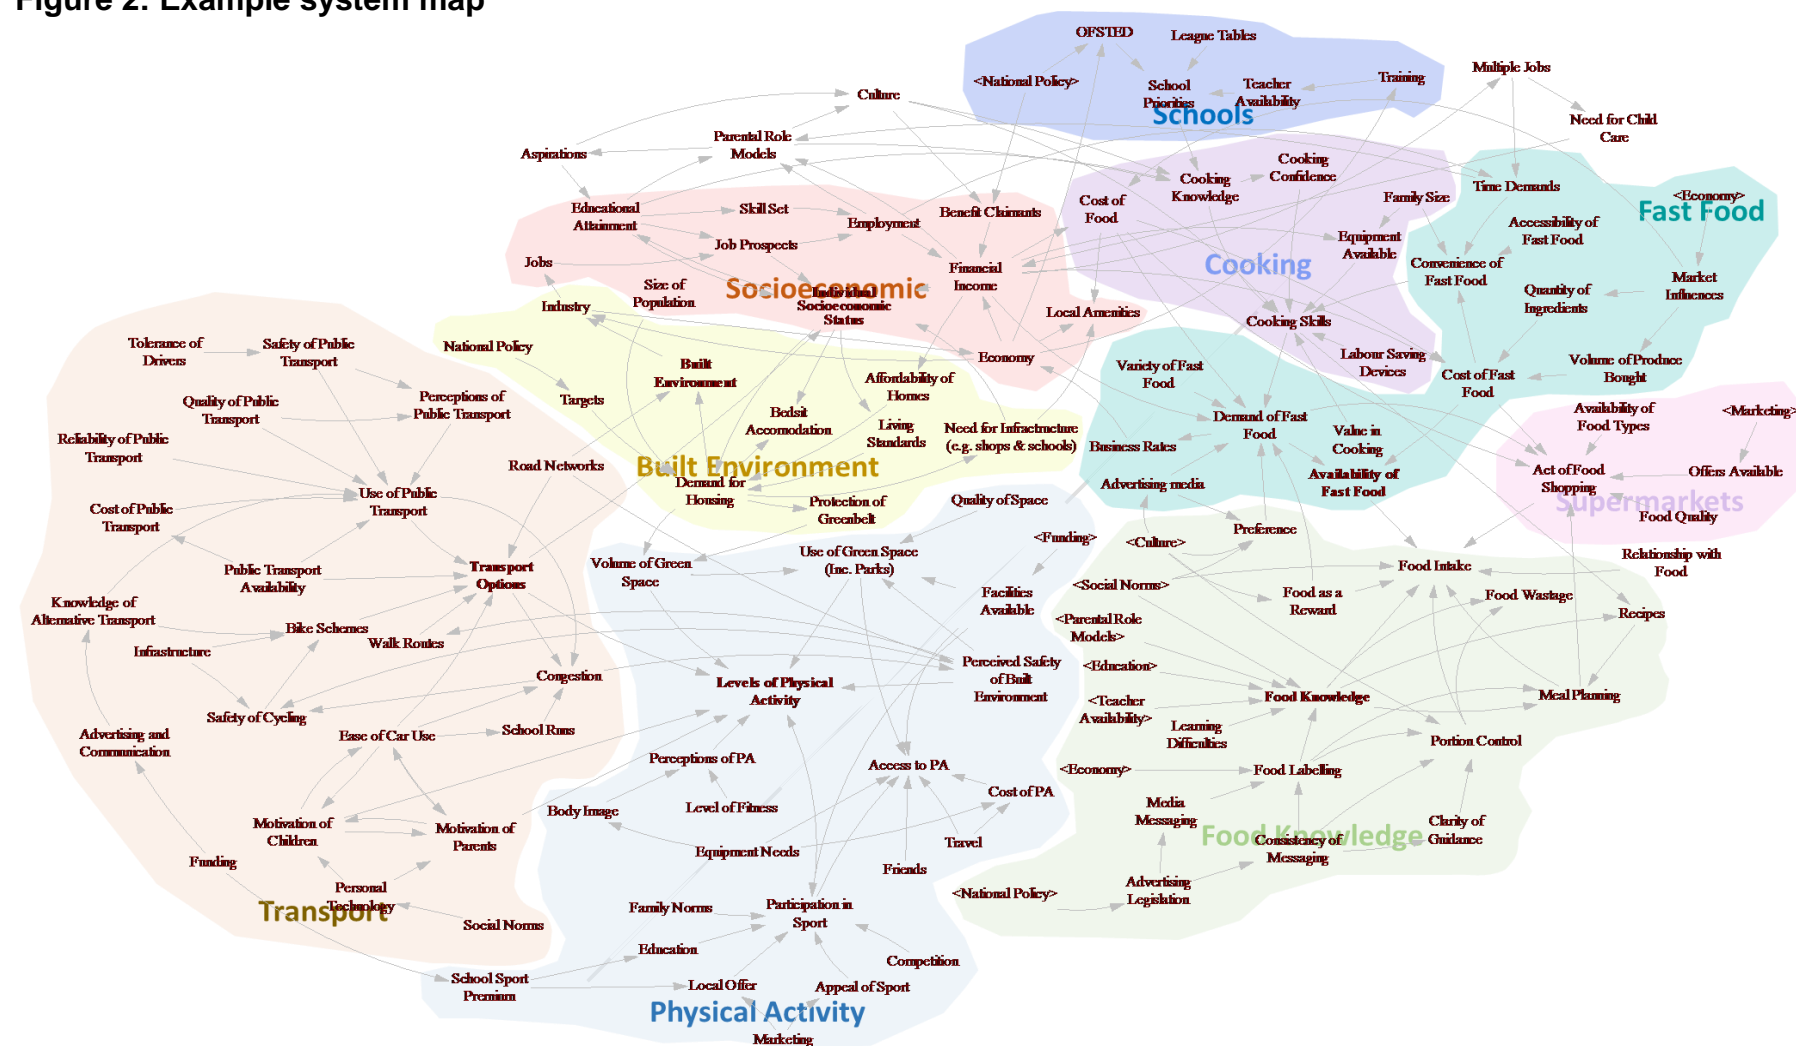 Figure 2: Example system map
OFSTED
League Tables
<National Policy>
School
Priorities
Teacher
Availability
Training
Schools
Multiple Jobs
Need for Child
Care
Culture
Parental Role
Models
Aspirations
Educational
Attainment
Skill Set
Employment
Benefit Claimants
Job Prospects
Jobs
Financial
Income
Socioeconomic
Individual
Socioeconomic
Status
Size of
Population
Industry
Local Amenities
Economy
Cooking
Confidence
Cooking
Knowledge
Cost of
Food
Family Size
Equipment
Available
Cooking
Cooking Skills
Labour Saving
Devices
Time Demands
<Economy>
Fast Food
Accessibility of
Fast Food
Convenience of
Fast Food
Market
Influences
Quantity of
Ingredients
Volume of Produce
Bought
Cost of Fast
Food
Variety of Fast
Food
Demand of Fast
Food
Value in
Cooking
Business Rates
Availability of
Fast Food
Advertising media
Availability of
Food Types
<Marketing>
Act of Food
Shopping
Offers Available
Supermarkets
Food Quality
Relationship with
Food
National Policy
Built
Environment
Targets
Affordability of
Homes
Bedsit
Accomodation
Living
Standards
Need for Infrastructure
(e.g. shops & schools)
Road Networks
Built Environment
Demand for
Housing
Protection of
Greenbelt
Tolerance of
Drivers
Safety of Public
Transport
Quality of Public
Transport
Perceptions of
Public Transport
Reliability of Public
Transport
Use of Public
Transport
Cost of Public
Transport
Public Transport
Availability
Transport
Options
Knowledge of
Alternative Transport
Bike Schemes
Walk Routes
Infrastructure
Congestion
Safety of Cycling
Ease of Car Use
School Runs
Advertising and
Communication
Motivation of
Children
Motivation of
Parents
Funding
Personal
Technology
Transport
Social Norms
Quality of Space
Volume of Green
Space
Use of Green Space
(Inc. Parks)
<Funding>
Facilities
Available
Perceived Safety
of Built
Environment
Levels of Physical
Activity
Perceptions of PA
Access to PA
Body Image
Level of Fitness
Cost of PA
Equipment Needs
Travel
Friends
Family Norms
Participation in
Sport
Education
Competition
School Sport
Premium
Local Offer
Appeal of Sport
Physical Activity
Marketing
<Culture>
Preference
<Social Norms>
Food Intake
Food as a
Reward
Food Wastage
Recipes
<Parental Role
Models>
<Education>
Food Knowledge
Meal Planning
<Teacher
Availability>
Learning
Difficulties
Portion Control
<Economy>
Food Labelling
Media
Messaging
Food Knowledge
Consistency of
Messaging
Clarity of
Guidance
<National Policy>
Advertising
Legislation